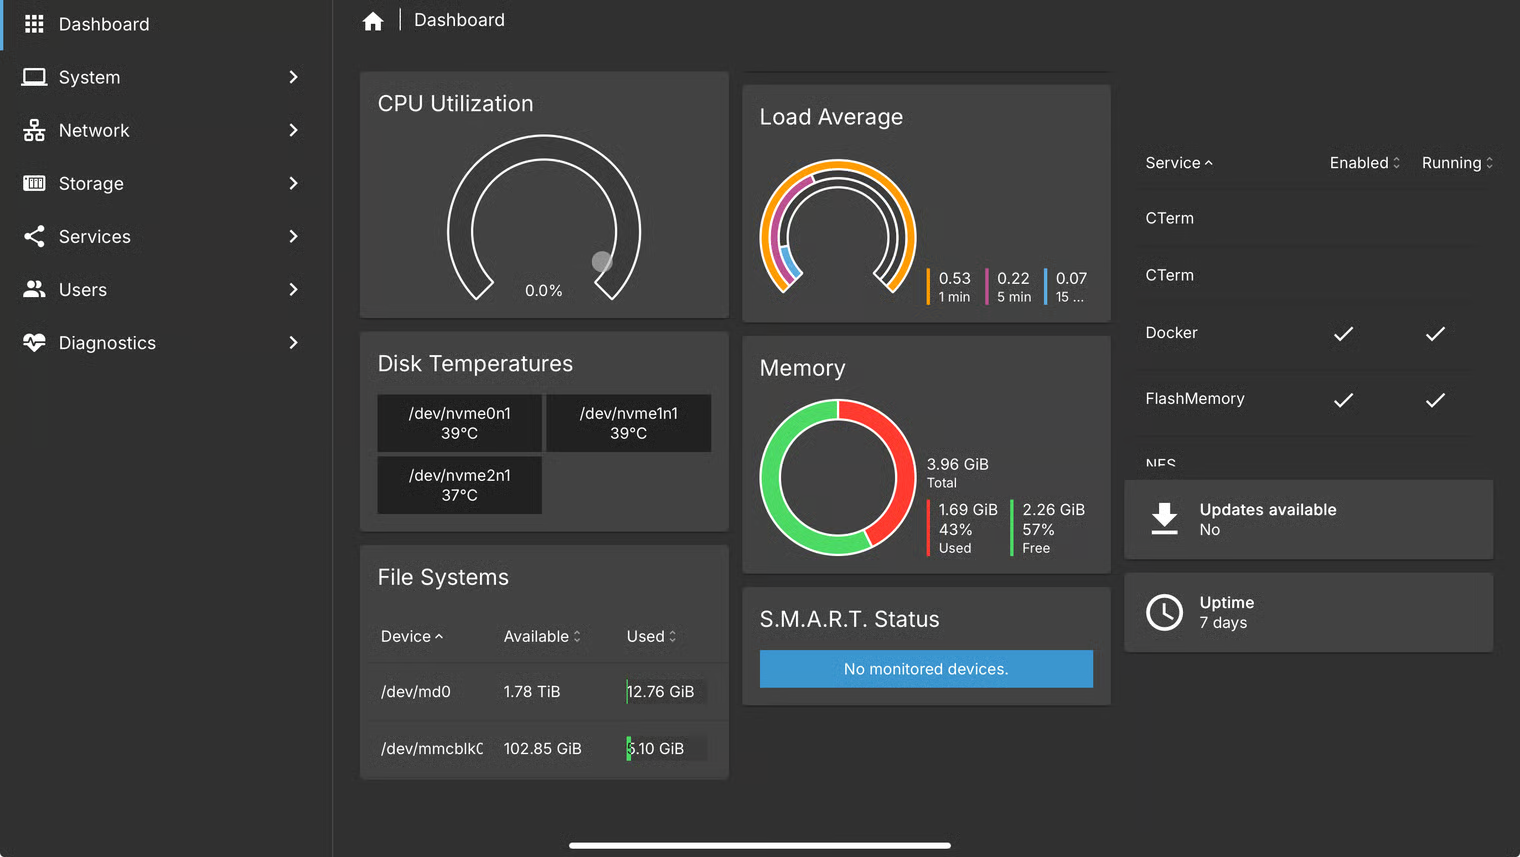 Dashboard
System
Network
Storage
Services
Users
Diagnostics
Dashboard
CPU Utilization
0.0%
Disk Temperatures
/dev/nvme0n1
39°C
/dev/nvme1n1
39°C
/dev/nvme2n1
37°C
File Systems
Device Available Used
/dev/md0 1.78 TiB 12.76 GiB
/dev/mmcblk0 102.85 GiB 5.10 GiB
Load Average
0.53 0.22 0.07
1 min 5 min 15 ...
Memory
3.96 GiB
Total
1.69 GiB 2.26 GiB
43% 57%
Used Free
S.M.A.R.T. Status
No monitored devices.
Service Enabled Running
CTerm
CTerm
Docker
FlashMemory
NFS
Updates available
No
Uptime
7 days